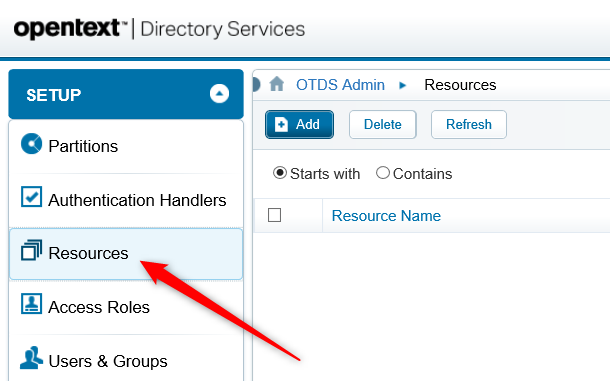 opentext™ | Directory Services
SETUP
Partitions
Authentication Handlers
Resources
Access Roles
Users & Groups
OTDS Admin ▸ Resources
Add Delete Refresh
Starts with Contains
Resource Name